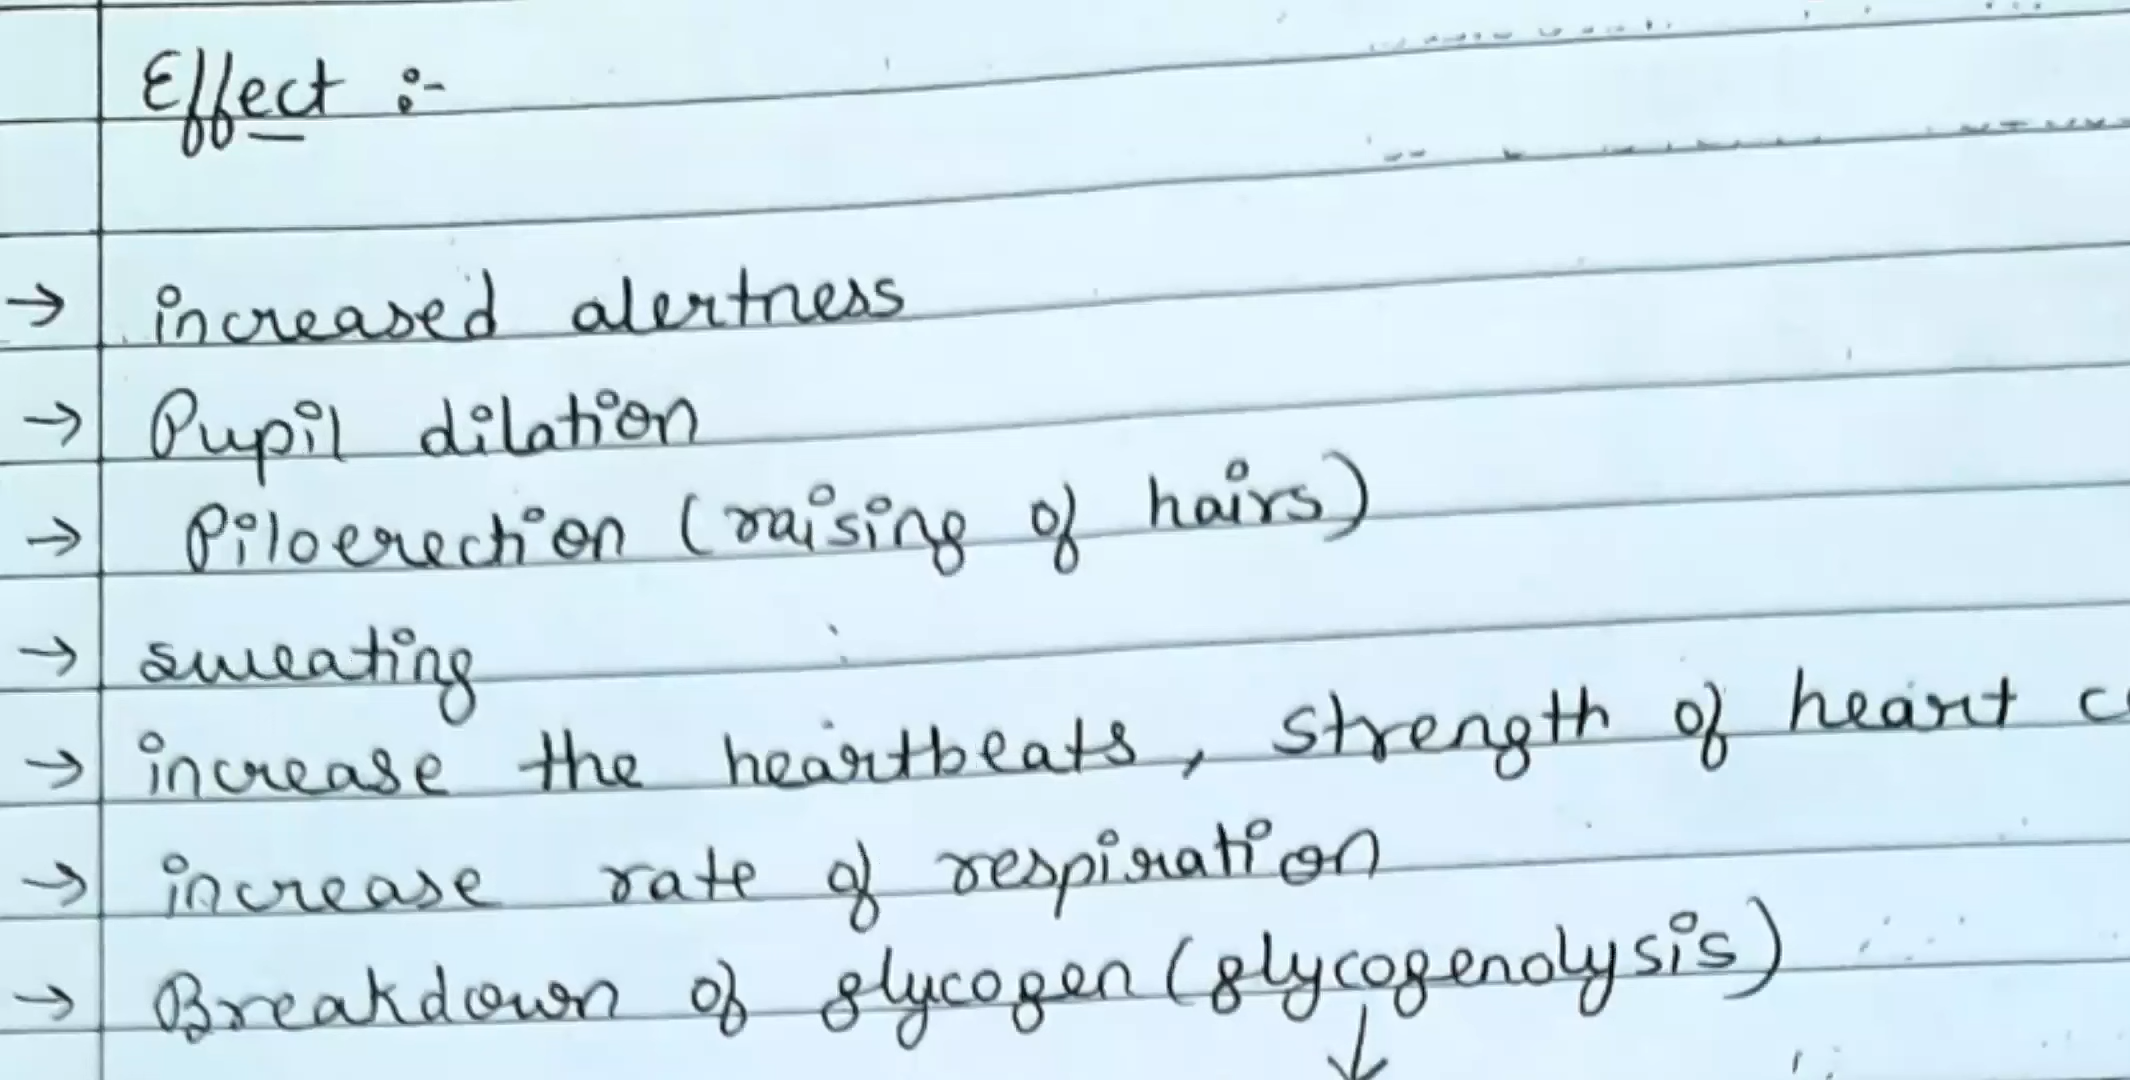 Effect :-
→ increased alertness
→ Pupil dilation
→ Piloerection (raising of hairs)
→ sweating
→ increase the heartbeats, strength of heart c
→ increase rate of respiration
→ Breakdown of glycogen (glycogenolysis)
↓